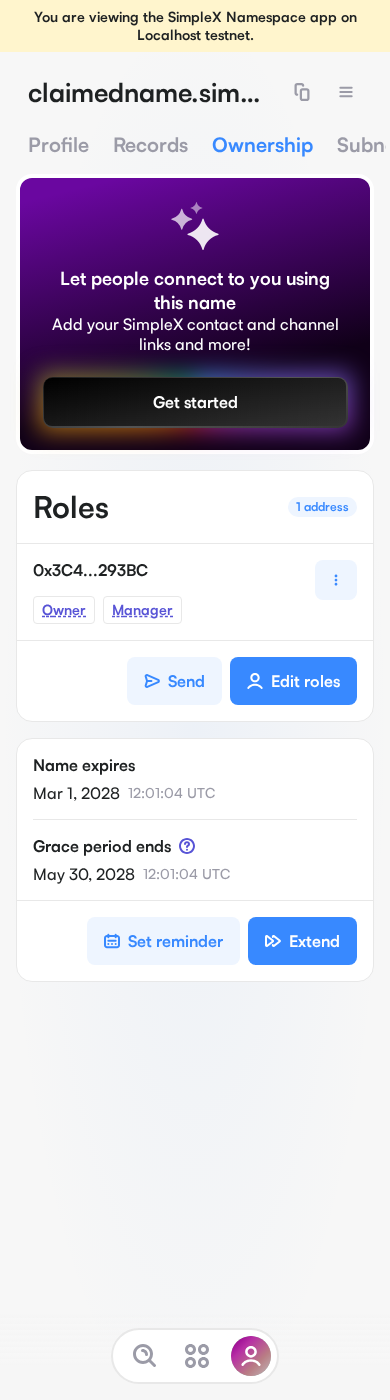 You are viewing the SimpleX Namespace app on
Localhost testnet.
claimedname.sim...
Profile Records Ownership Subn
Let people connect to you using
this name
Add your SimpleX contact and channel
links and more!
Get started
Roles
1 address
0x3C4...293BC
Owner Manager
Send Edit roles
Name expires
Mar 1, 2028 12:01:04 UTC
Grace period ends
May 30, 2028 12:01:04 UTC
Set reminder Extend